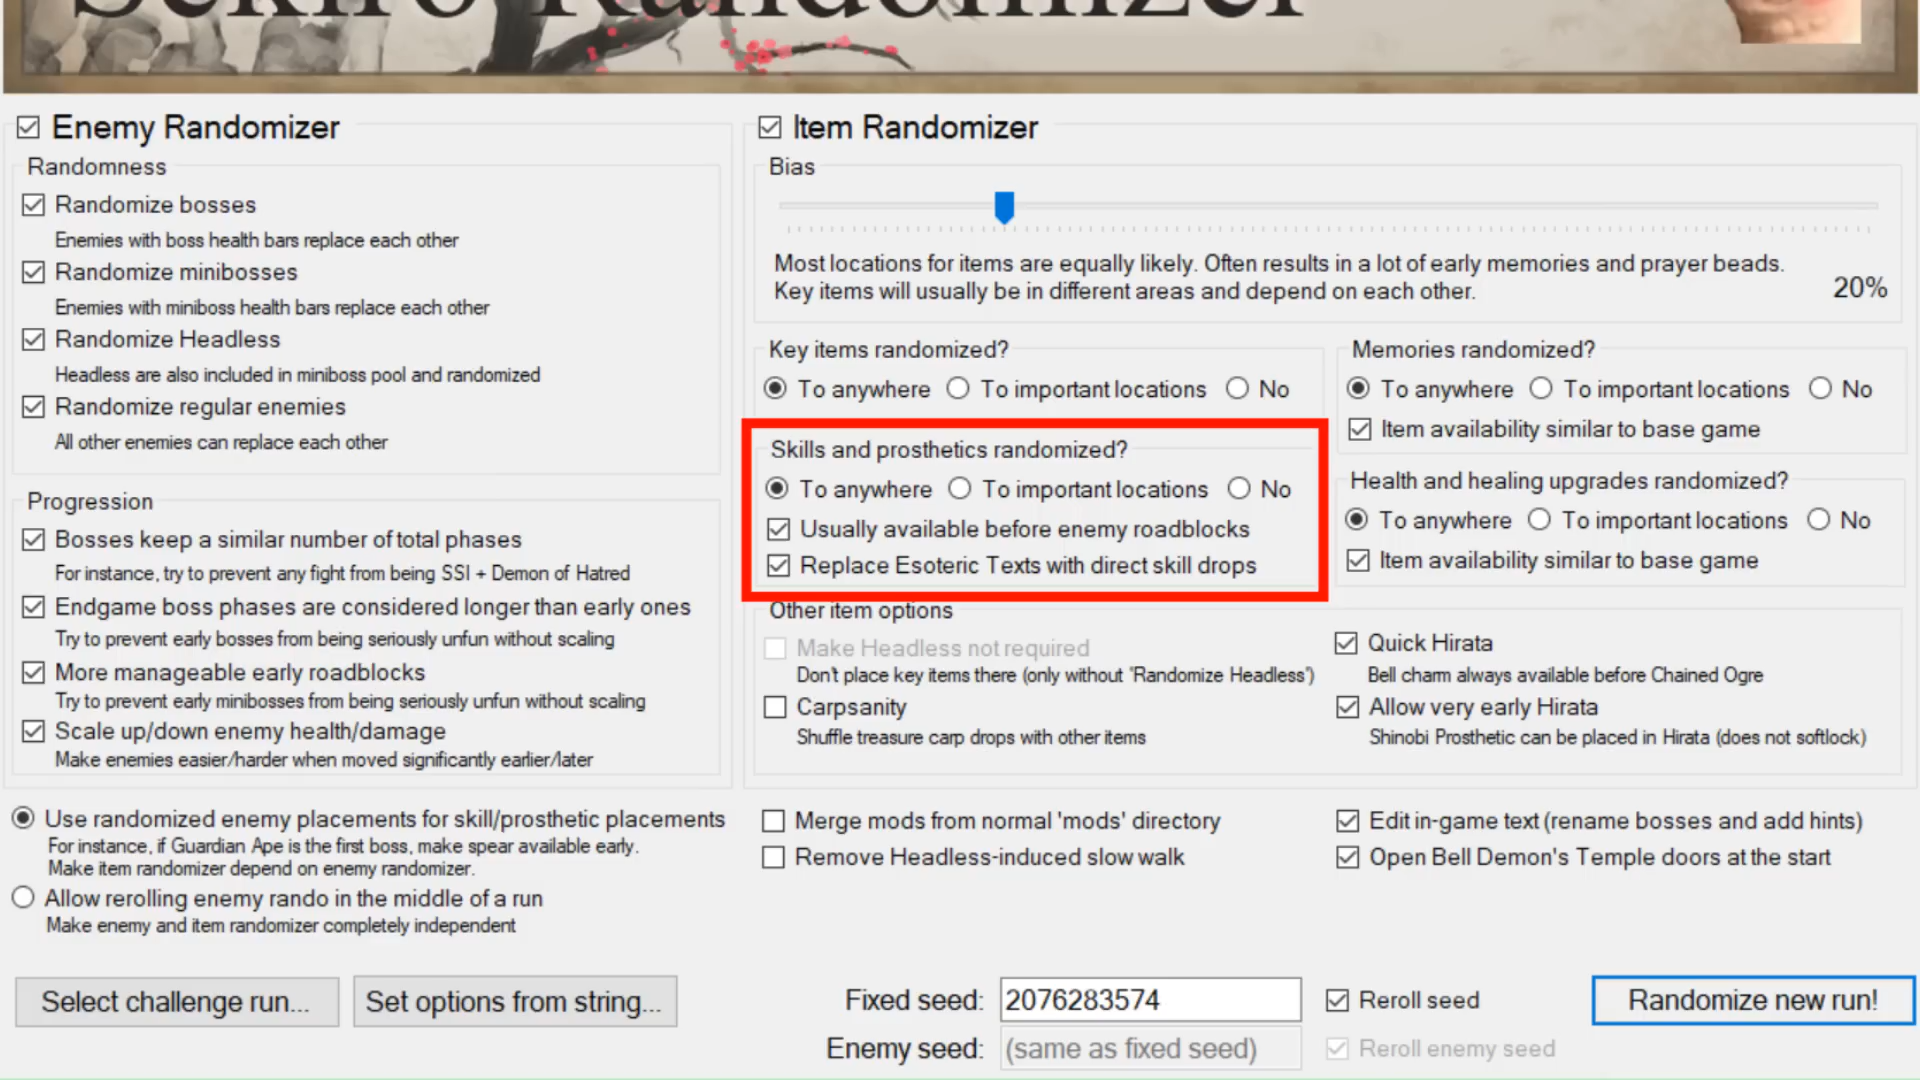 Sekiro Randomizer
Enemy Randomizer
Randomness
Randomize bosses
Enemies with boss health bars replace each other
Randomize minibosses
Enemies with miniboss health bars replace each other
Randomize Headless
Headless are also included in miniboss pool and randomized
Randomize regular enemies
All other enemies can replace each other
Progression
Bosses keep a similar number of total phases
For instance, try to prevent any fight from being SSI + Demon of Hatred
Endgame boss phases are considered longer than early ones
Try to prevent early bosses from being seriously unfun without scaling
More manageable early roadblocks
Try to prevent early minibosses from being seriously unfun without scaling
Scale up/down enemy health/damage
Make enemies easier/harder when moved significantly earlier/later
Use randomized enemy placements for skill/prosthetic placements
For instance, if Guardian Ape is the first boss, make spear available early.
Make item randomizer depend on enemy randomizer.
Allow rerolling enemy rando in the middle of a run
Make enemy and item randomizer completely independent
Item Randomizer
Bias
Most locations for items are equally likely. Often results in a lot of early memories and prayer beads.
Key items will usually be in different areas and depend on each other.
20%
Key items randomized?
To anywhere To important locations No
Skills and prosthetics randomized?
To anywhere To important locations No
Usually available before enemy roadblocks
Replace Esoteric Texts with direct skill drops
Memories randomized?
To anywhere To important locations No
Item availability similar to base game
Health and healing upgrades randomized?
To anywhere To important locations No
Item availability similar to base game
Other item options
Make Headless not required
Don't place key items there (only without "Randomize Headless")
Carpsanity
Shuffle treasure carp drops with other items
Quick Hirata
Bell charm always available before Chained Ogre
Allow very early Hirata
Shinobi Prosthetic can be placed in Hirata (does not softlock)
Merge mods from normal 'mods' directory
Remove Headless-induced slow walk
Edit in-game text (rename bosses and add hints)
Open Bell Demon's Temple doors at the start
Select challenge run...
Set options from string...
Fixed seed: 2076283574
Reroll seed
Enemy seed: (same as fixed seed)
Reroll enemy seed
Randomize new run!